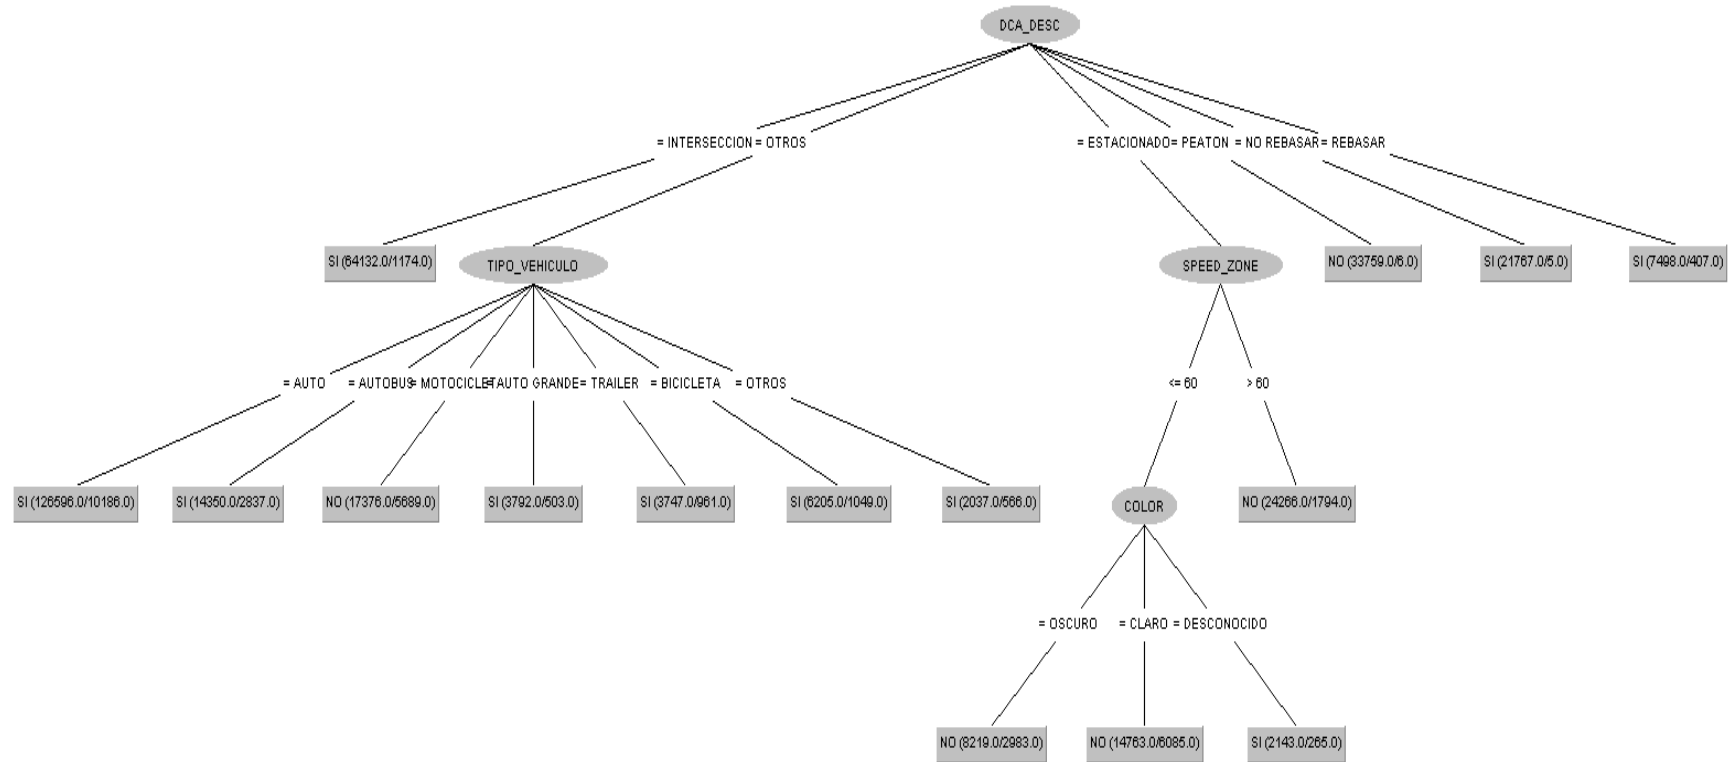 DCA_DESC
= INTERSECCION = OTROS = ESTACIONADO = PEATON = NO REBASAR = REBASAR
SI (64132.0/1174.0) TIPO_VEHICULO SPEED_ZONE NO (33759.0/6.0) SI (21767.0/5.0) SI (7498.0/407.0)
= AUTO = AUTOBUS = MOTOCICLET AUTO GRANDE = TRAILER = BICICLETA = OTROS <= 60 > 60
SI (126596.0/10186.0) SI (14350.0/2837.0) NO (17376.0/5689.0) SI (3792.0/503.0) SI (3747.0/961.0) SI (6205.0/1049.0) SI (2037.0/566.0) COLOR NO (24266.0/1794.0)
= OSCURO = CLARO = DESCONOCIDO
NO (8219.0/2983.0) NO (14763.0/6085.0) SI (2143.0/265.0)